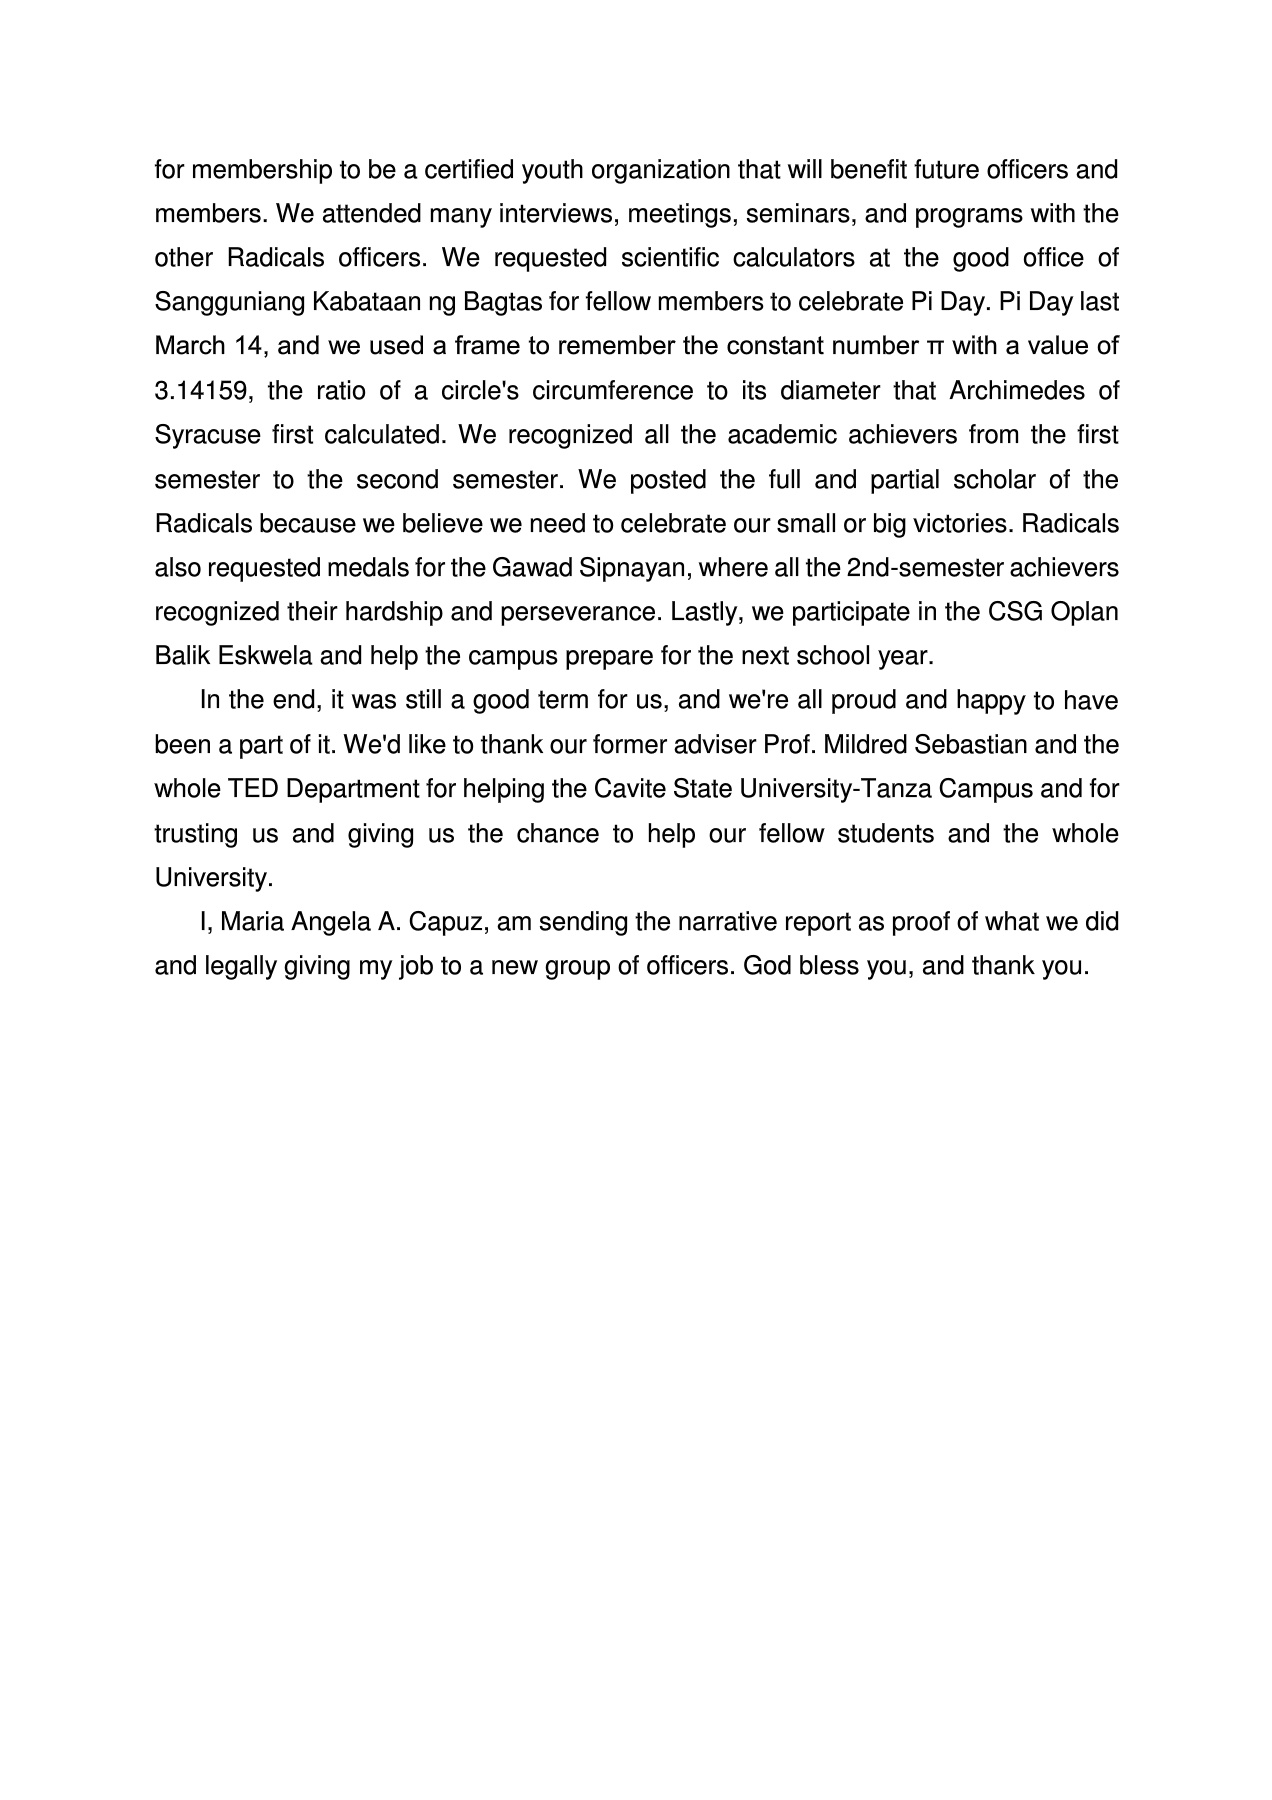 for membership to be a certified youth organization that will benefit future officers and
members. We attended many interviews, meetings, seminars, and programs with the
other Radicals officers. We requested scientific calculators at the good office of
Sangguniang Kabataan ng Bagtas for fellow members to celebrate Pi Day. Pi Day last
March 14, and we used a frame to remember the constant number π with a value of
3.14159, the ratio of a circle's circumference to its diameter that Archimedes of
Syracuse first calculated. We recognized all the academic achievers from the first
semester to the second semester. We posted the full and partial scholar of the
Radicals because we believe we need to celebrate our small or big victories. Radicals
also requested medals for the Gawad Sipnayan, where all the 2nd-semester achievers
recognized their hardship and perseverance. Lastly, we participate in the CSG Oplan
Balik Eskwela and help the campus prepare for the next school year.
In the end, it was still a good term for us, and we're all proud and happy to have
been a part of it. We'd like to thank our former adviser Prof. Mildred Sebastian and the
whole TED Department for helping the Cavite State University-Tanza Campus and for
trusting us and giving us the chance to help our fellow students and the whole
University.
I, Maria Angela A. Capuz, am sending the narrative report as proof of what we did
and legally giving my job to a new group of officers. God bless you, and thank you.